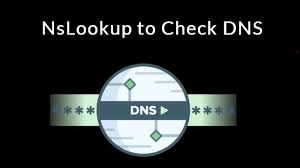 NsLookup to Check DNS
**** DNS ****